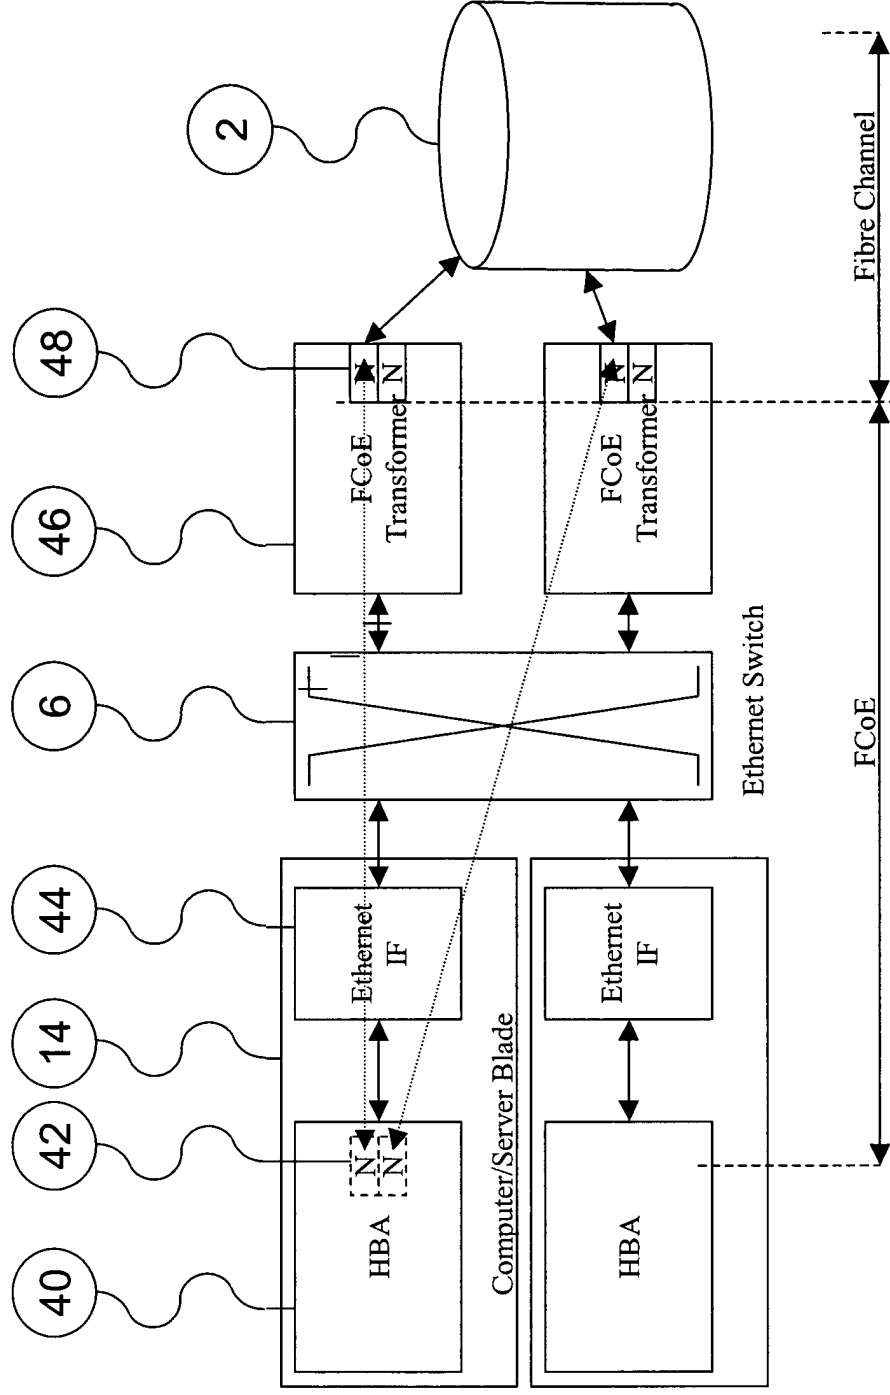 40
42
14
44
6
46
48
2
HBA
N
N
Ethernet
IF
FCoE
Transformer
N
N
Computer/Server Blade
HBA
Ethernet
IF
FCoE
Transformer
N
N
Ethernet Switch
FCoE
Fibre Channel